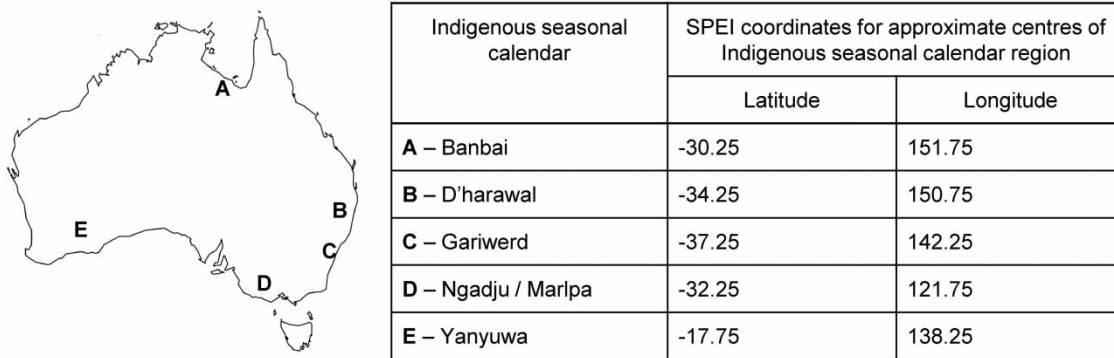 A
B
E
C
D
Indigenous seasonal
calendar
SPEI coordinates for approximate centres of
Indigenous seasonal calendar region
Latitude
Longitude
A – Banbai
-30.25
151.75
B – D'harawal
-34.25
150.75
C – Gariwerd
-37.25
142.25
D – Ngadju / Marlpa
-32.25
121.75
E – Yanyuwa
-17.75
138.25